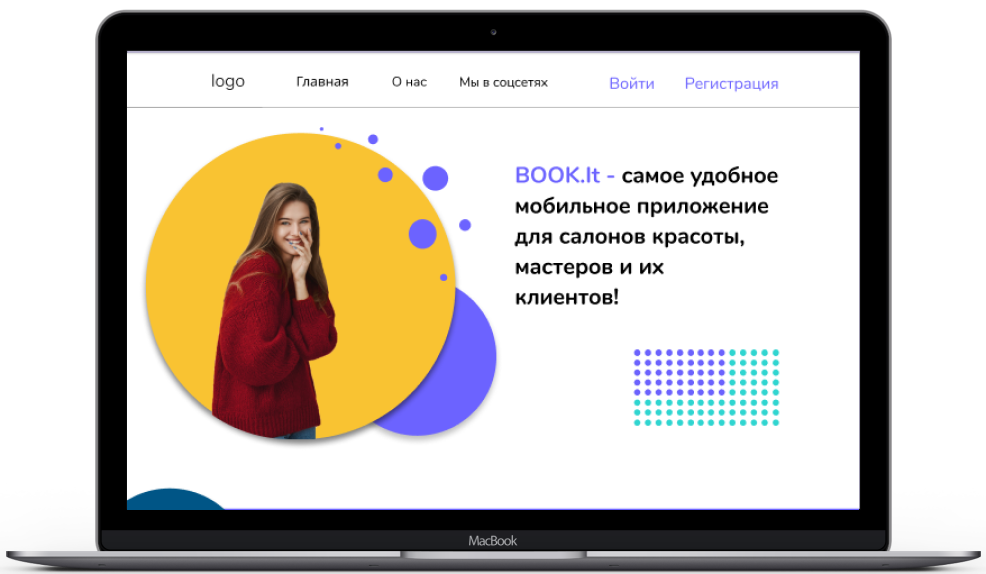 logo Главная О нас Мы в соцсетях Войти Регистрация
BOOK.It - самое удобное
мобильное приложение
для салонов красоты,
мастеров и их
клиентов!
MacBook